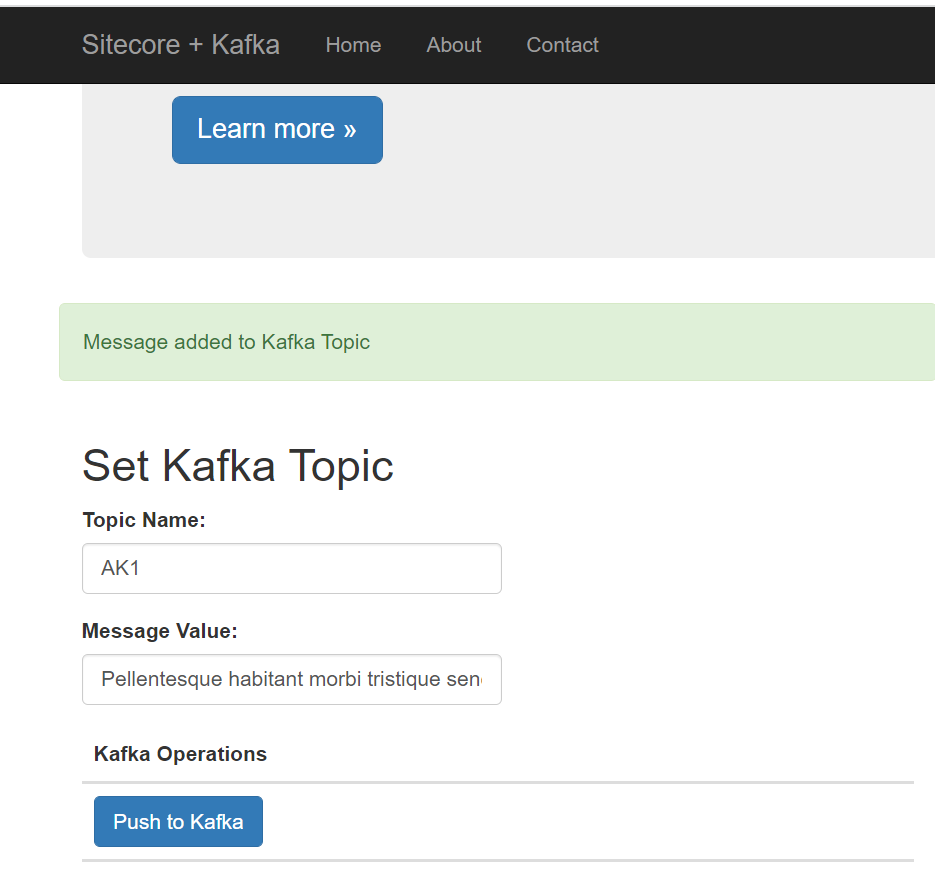 Sitecore + Kafka Home About Contact
Learn more »
Message added to Kafka Topic
Set Kafka Topic
Topic Name:
AK1
Message Value:
Pellentesque habitant morbi tristique sen
Kafka Operations
Push to Kafka